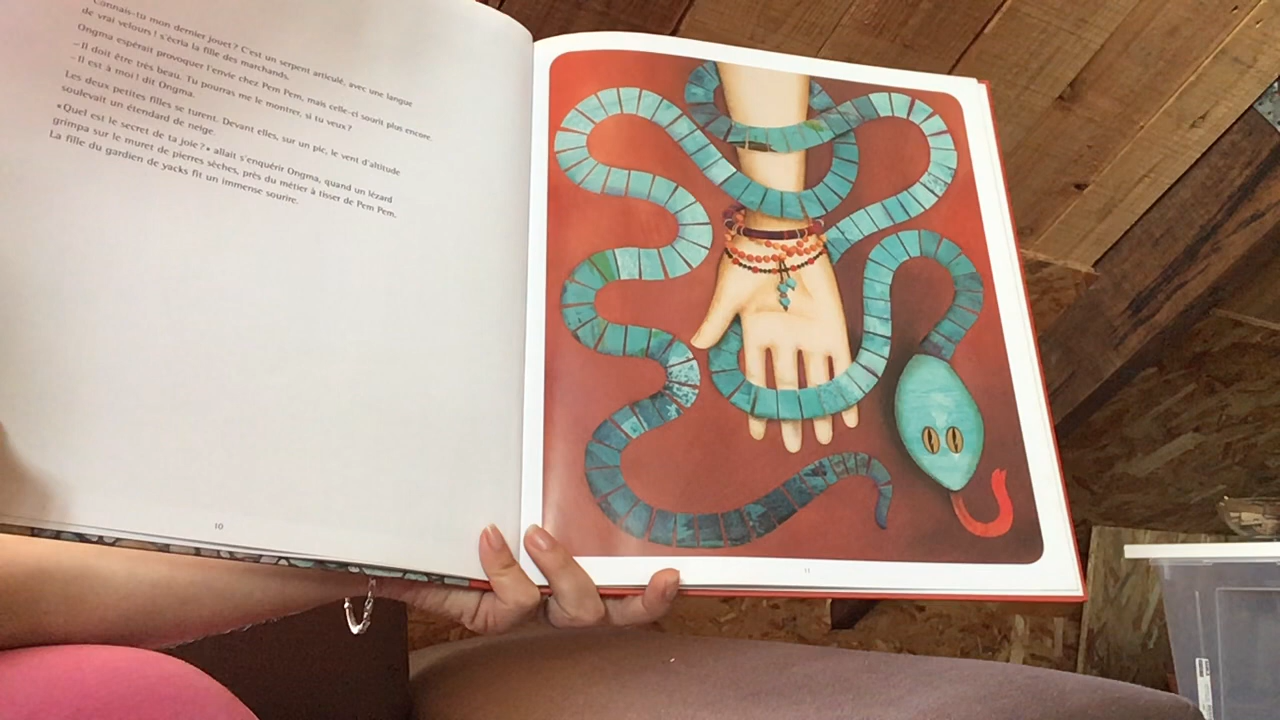 Connais-tu mon dernier jouet ? C'est un serpent articulé, avec une langue
de vrai velours ! s'écria la fille des marchands.
Ongma espérait provoquer l'envie chez Pem Pem, mais celle-ci sourit plus encore.
– Il doit être très beau. Tu pourras me le montrer, si tu veux ?
– Il est à moi ! dit Ongma.
Les deux petites filles se turent. Devant elles, sur un pic, le vent d'altitude
soulevait un étendard de neige.
« Quel est le secret de ta joie ? » allait s'enquérir Ongma, quand un lézard
grimpa sur le muret de pierres sèches, près du métier à tisser de Pem Pem.
La fille du gardien de yacks fit un immense sourire.
10
11